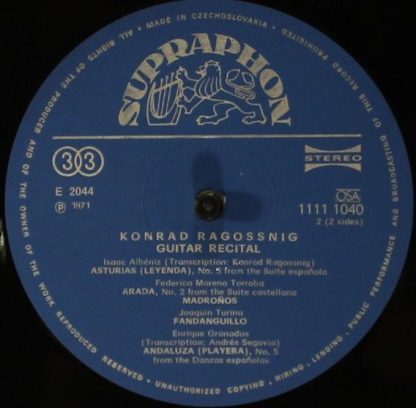 • MADE IN CZECHOSLOVAKIA •
ALL RIGHTS OF THE PRODUCER AND OF THE OWNER OF THE WORK REPRODUCED RESERVED • UNAUTHORIZED COPYING • HIRING • LENDING • PUBLIC PERFORMANCE AND BROADCASTING OF THIS RECORD PROHIBITED
SUPRAPHON
33
STEREO
E 2044
℗ 1971
OSA
1111 1040
2 (2 sides)
KONRAD RAGOSSNIG
GUITAR RECITAL
Isaac Albéniz (Transcription: Konrad Ragossnig)
ASTURIAS (LEYENDA), No. 5 from the Suite española
Federico Moreno Torroba
ARADA, No. 2 from the Suite castellana
MADROÑOS
Joaquin Turina
FANDANGUILLO
Enrique Granados
(Transcription: Andrés Segovia)
ANDALUZA (PLAYERA), No. 5
from the Danzas españolas